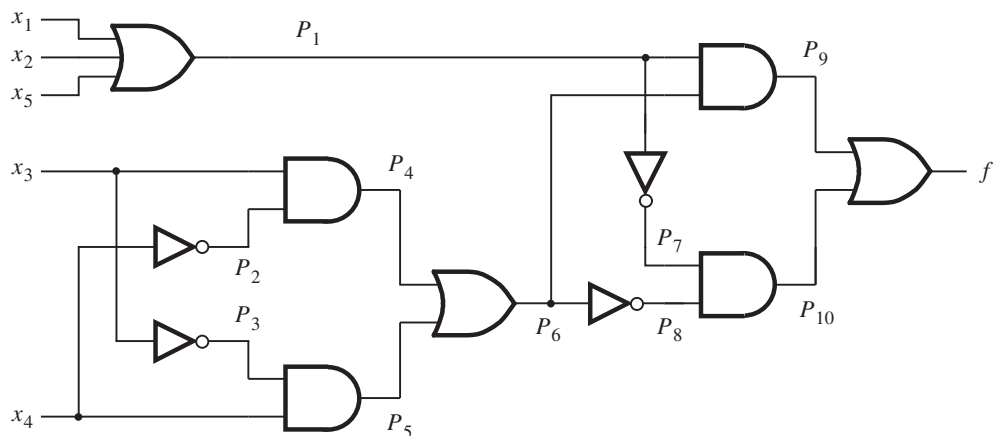 x₁
P₁
x₂
P₉
x₅
x₃
P₄
f
P₇
P₂
P₃
P₆
P₈
P₁₀
x₄
P₅